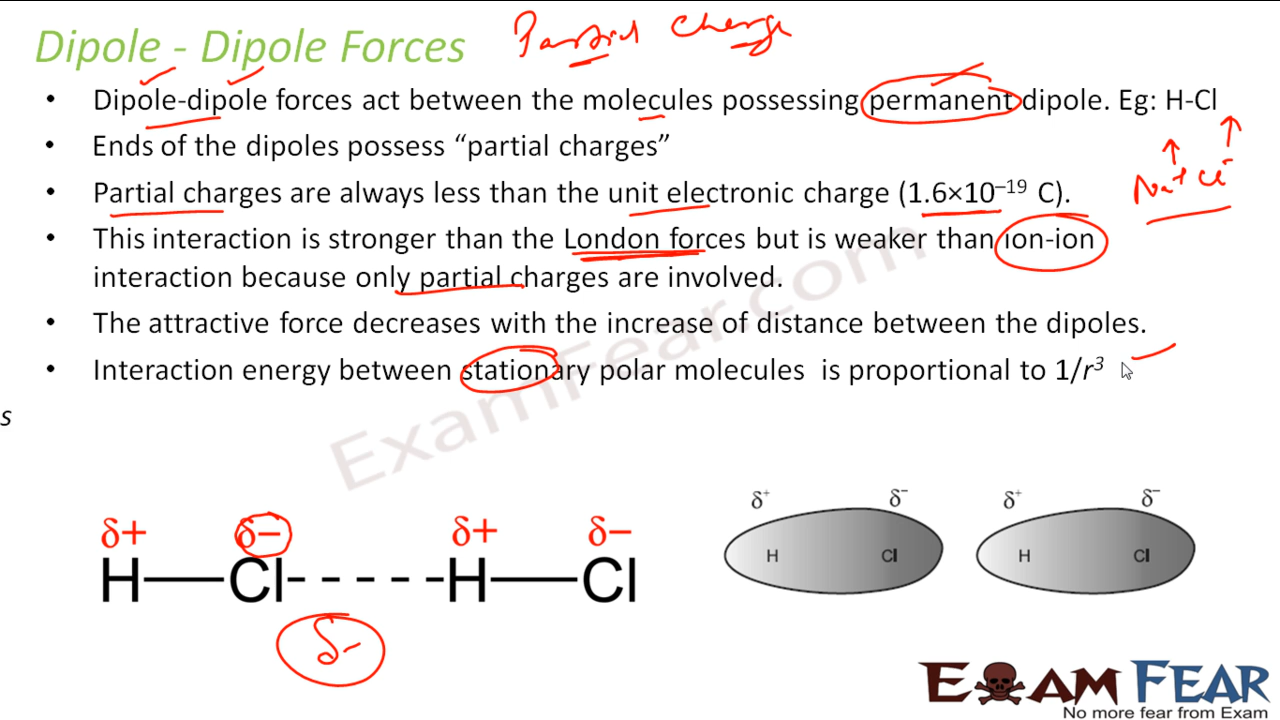 Dipole - Dipole Forces
Partial Charge
• Dipole-dipole forces act between the molecules possessing permanent dipole. Eg: H-Cl
• Ends of the dipoles possess “partial charges”
• Partial charges are always less than the unit electronic charge (1.6×10⁻¹⁹ C).
Na⁺ Cl⁻
• This interaction is stronger than the London forces but is weaker than ion-ion
interaction because only partial charges are involved.
• The attractive force decreases with the increase of distance between the dipoles.
• Interaction energy between stationary polar molecules is proportional to 1/r³
s
ExamFear.com
δ+ δ− δ+ δ−
H—Cl-----H—Cl
δ-
δ⁺ δ⁻ δ⁺ δ⁻
H Cl H Cl
EXAM FEAR
No more fear from Exam